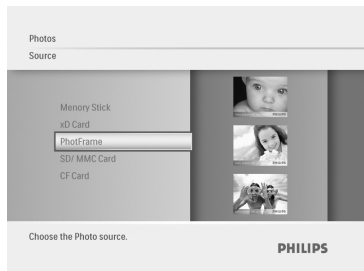 Photos
Source
Menory Stick
xD Card
PhotFrame
SD/ MMC Card
CF Card
Choose the Photo source.
PHILIPS